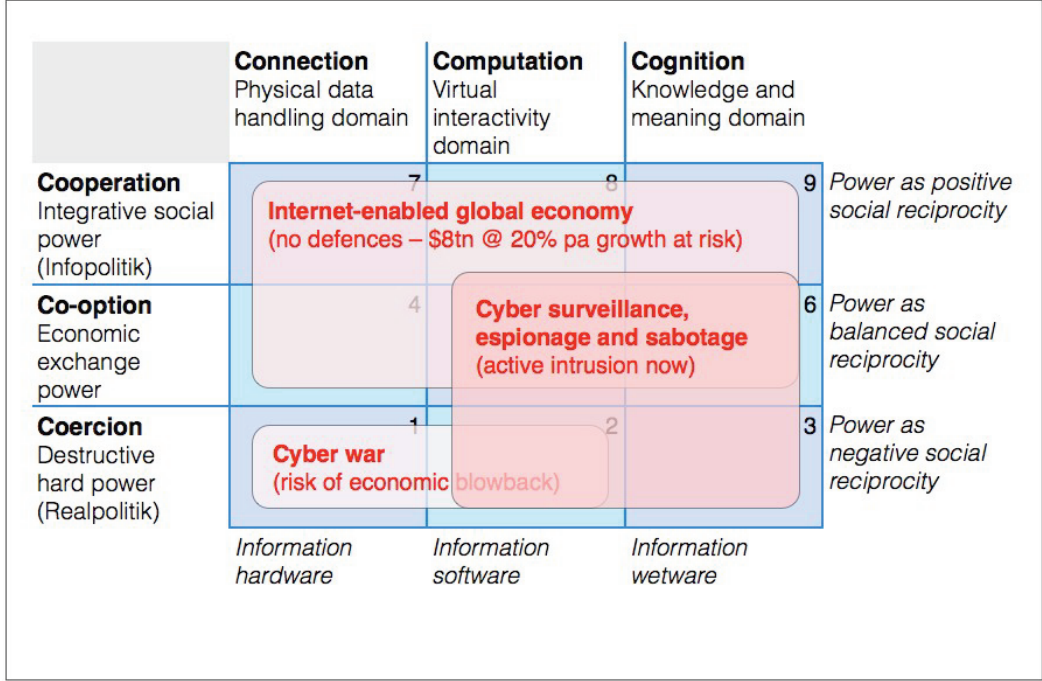 Connection
Physical data
handling domain
Computation
Virtual
interactivity
domain
Cognition
Knowledge and
meaning domain
Cooperation
Integrative social
power
(Infopolitik)
7
8
9
Internet-enabled global economy
(no defences – $8tn @ 20% pa growth at risk)
Power as positive
social reciprocity
Co-option
Economic
exchange
power
4
6
Cyber surveillance,
espionage and sabotage
(active intrusion now)
Power as
balanced social
reciprocity
Coercion
Destructive
hard power
(Realpolitik)
1
2
3
Cyber war
(risk of economic blowback)
Power as
negative social
reciprocity
Information
hardware
Information
software
Information
wetware